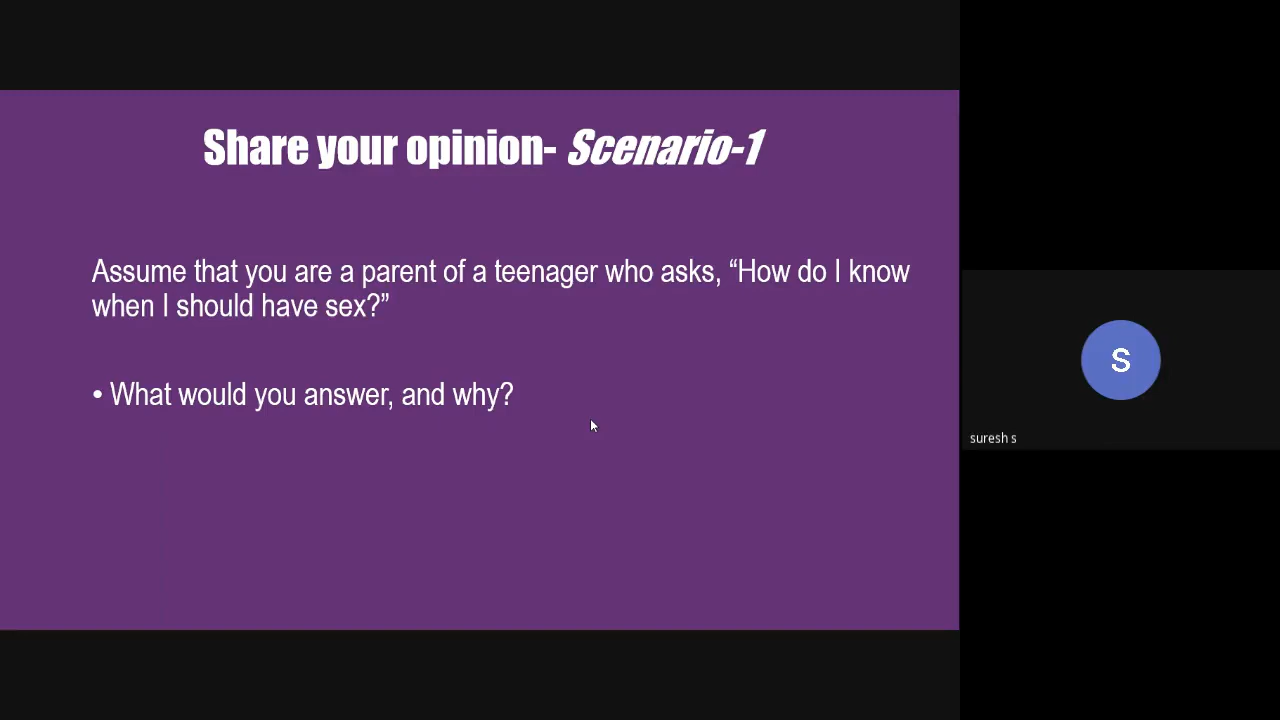 Share your opinion- Scenario-1
Assume that you are a parent of a teenager who asks, “How do I know
when I should have sex?”
• What would you answer, and why?
S
suresh s